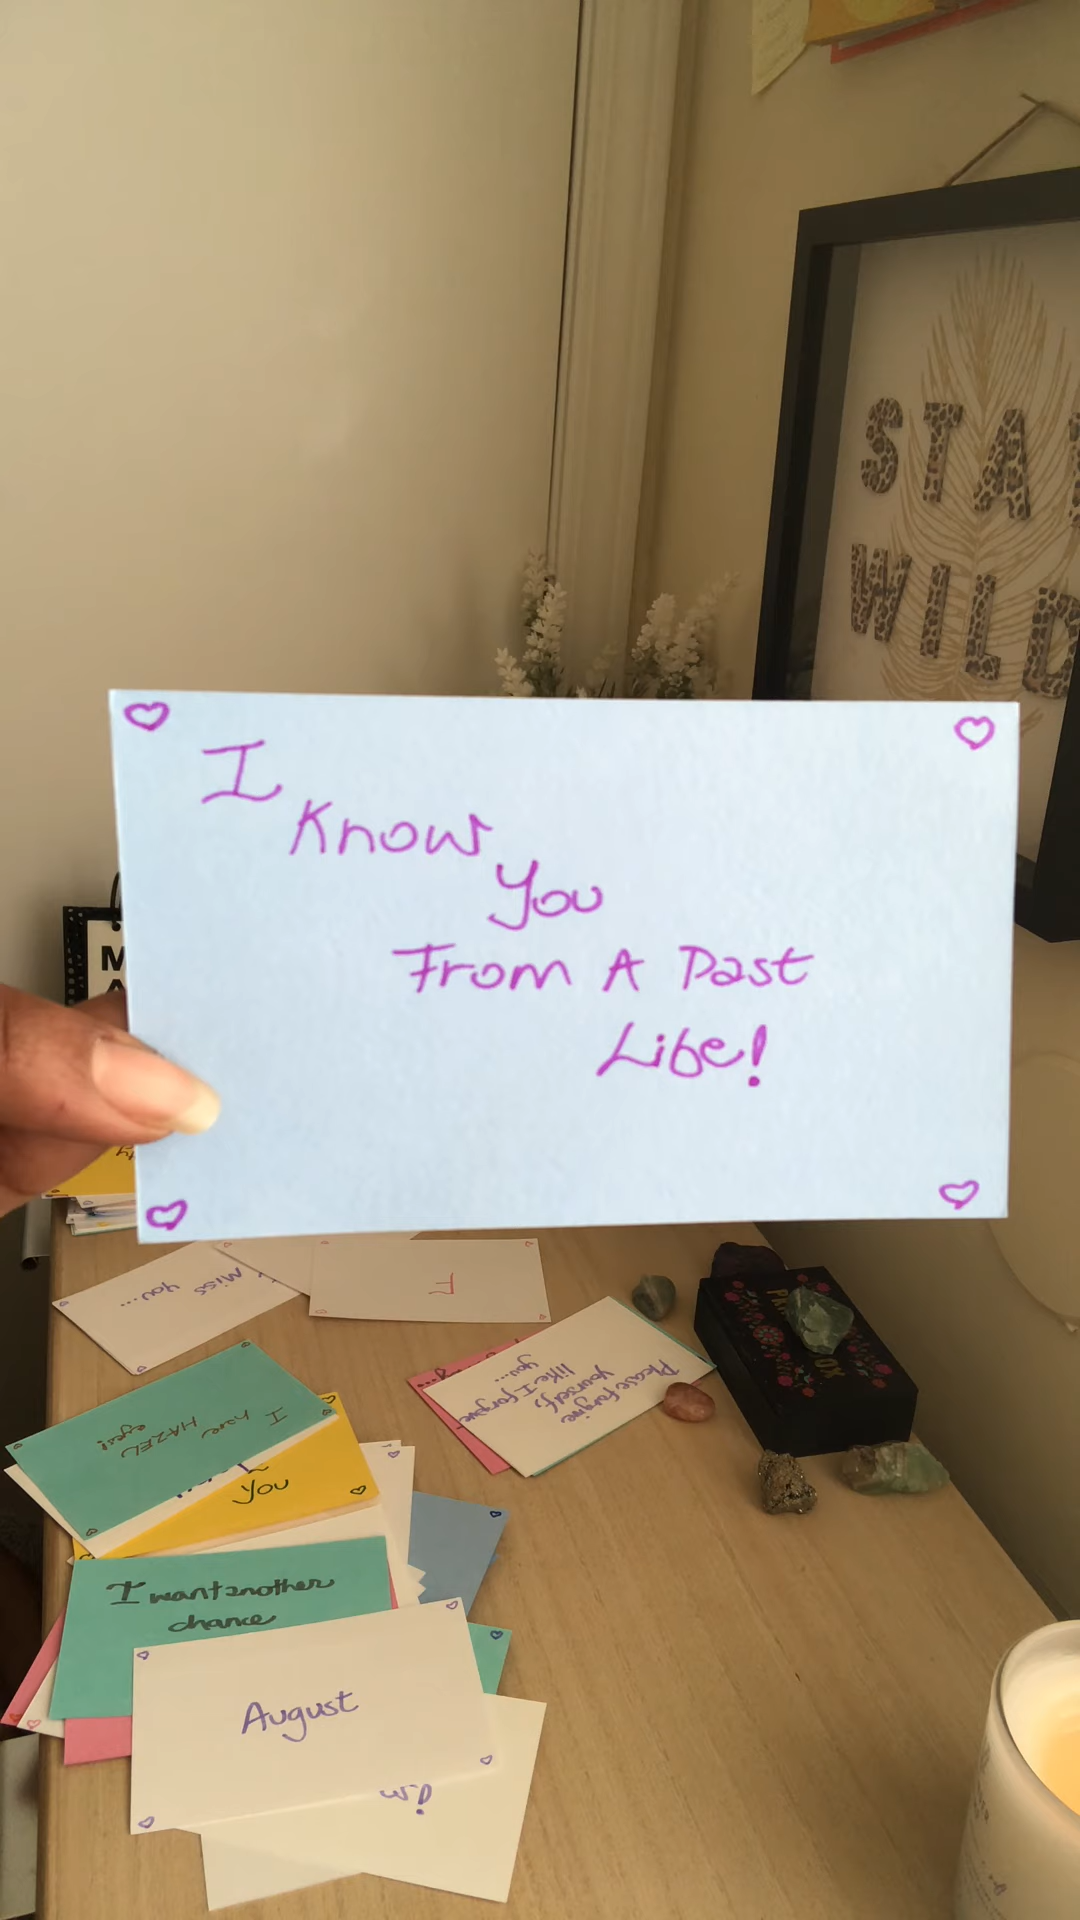 STAY
WILD
I
Know
You
From A Past
Life!
M
Miss
you...
Please forgive
yourself,
like I forgave
you...
I have
HAZEL
eyes!
You
I want another
chance
August